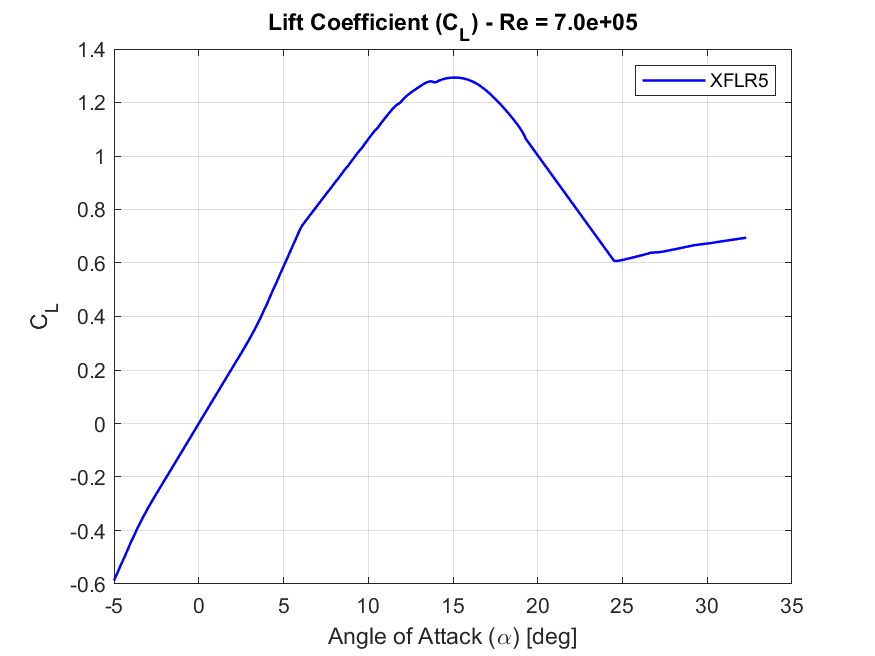 Lift Coefficient (C_L) - Re = 7.0e+05
XFLR5
1.4
1.2
1
0.8
0.6
0.4
0.2
0
-0.2
-0.4
-0.6
C_L
-5 0 5 10 15 20 25 30 35
Angle of Attack (α) [deg]